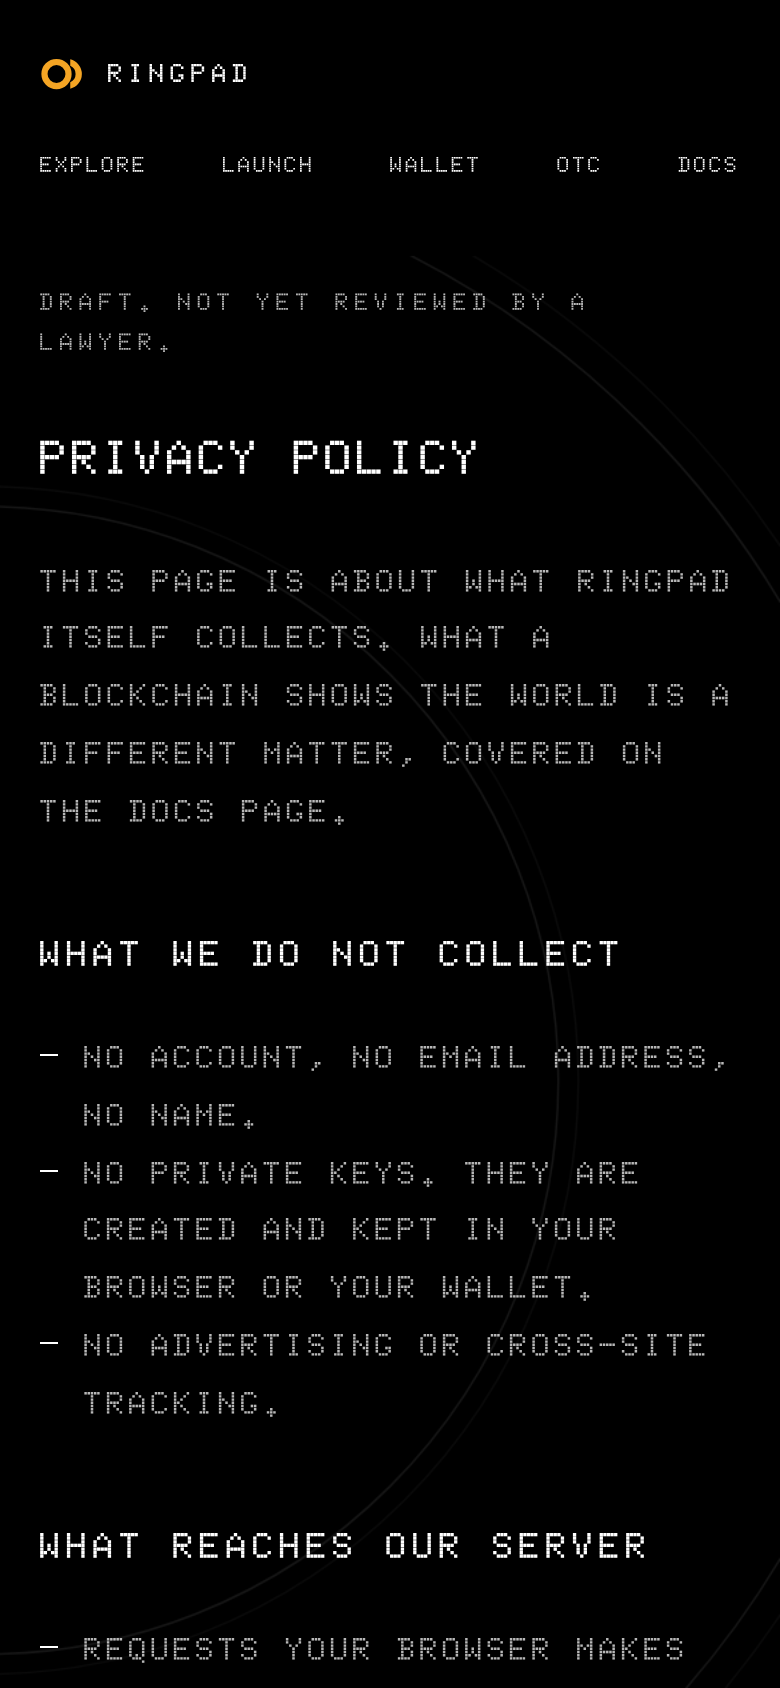 RINGPAD
EXPLORE LAUNCH WALLET OTC DOCS
DRAFT. NOT YET REVIEWED BY A
LAWYER.
PRIVACY POLICY
THIS PAGE IS ABOUT WHAT RINGPAD
ITSELF COLLECTS. WHAT A
BLOCKCHAIN SHOWS THE WORLD IS A
DIFFERENT MATTER, COVERED ON
THE DOCS PAGE.
WHAT WE DO NOT COLLECT
— NO ACCOUNT, NO EMAIL ADDRESS,
NO NAME.
— NO PRIVATE KEYS. THEY ARE
CREATED AND KEPT IN YOUR
BROWSER OR YOUR WALLET.
— NO ADVERTISING OR CROSS-SITE
TRACKING.
WHAT REACHES OUR SERVER
— REQUESTS YOUR BROWSER MAKES